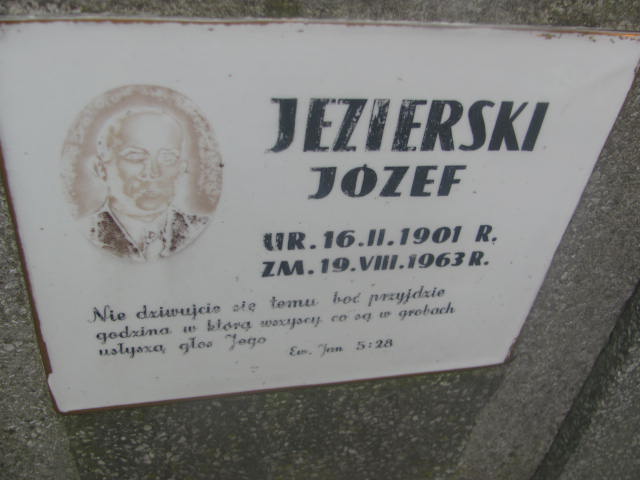 JEZIERSKI
JÓZEF
UR. 16.II.1901 R.
ZM. 19.VIII.1963 R.
Nie dziwujcie się temu boć przyjdzie
godzina w którą wszyscy co są w grobach
usłyszą głos Jego Ew. Jan 5:28